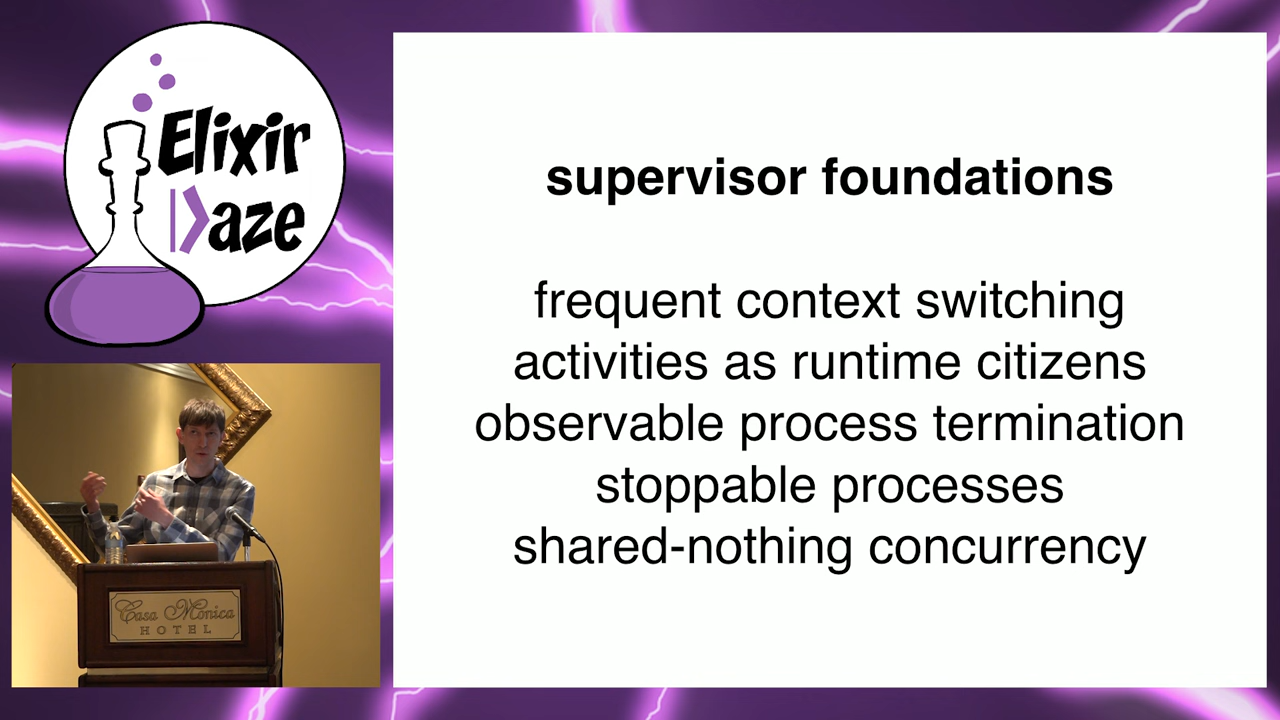 Elixir
Daze
supervisor foundations
frequent context switching
activities as runtime citizens
observable process termination
stoppable processes
shared-nothing concurrency
Casa Monica
HOTEL